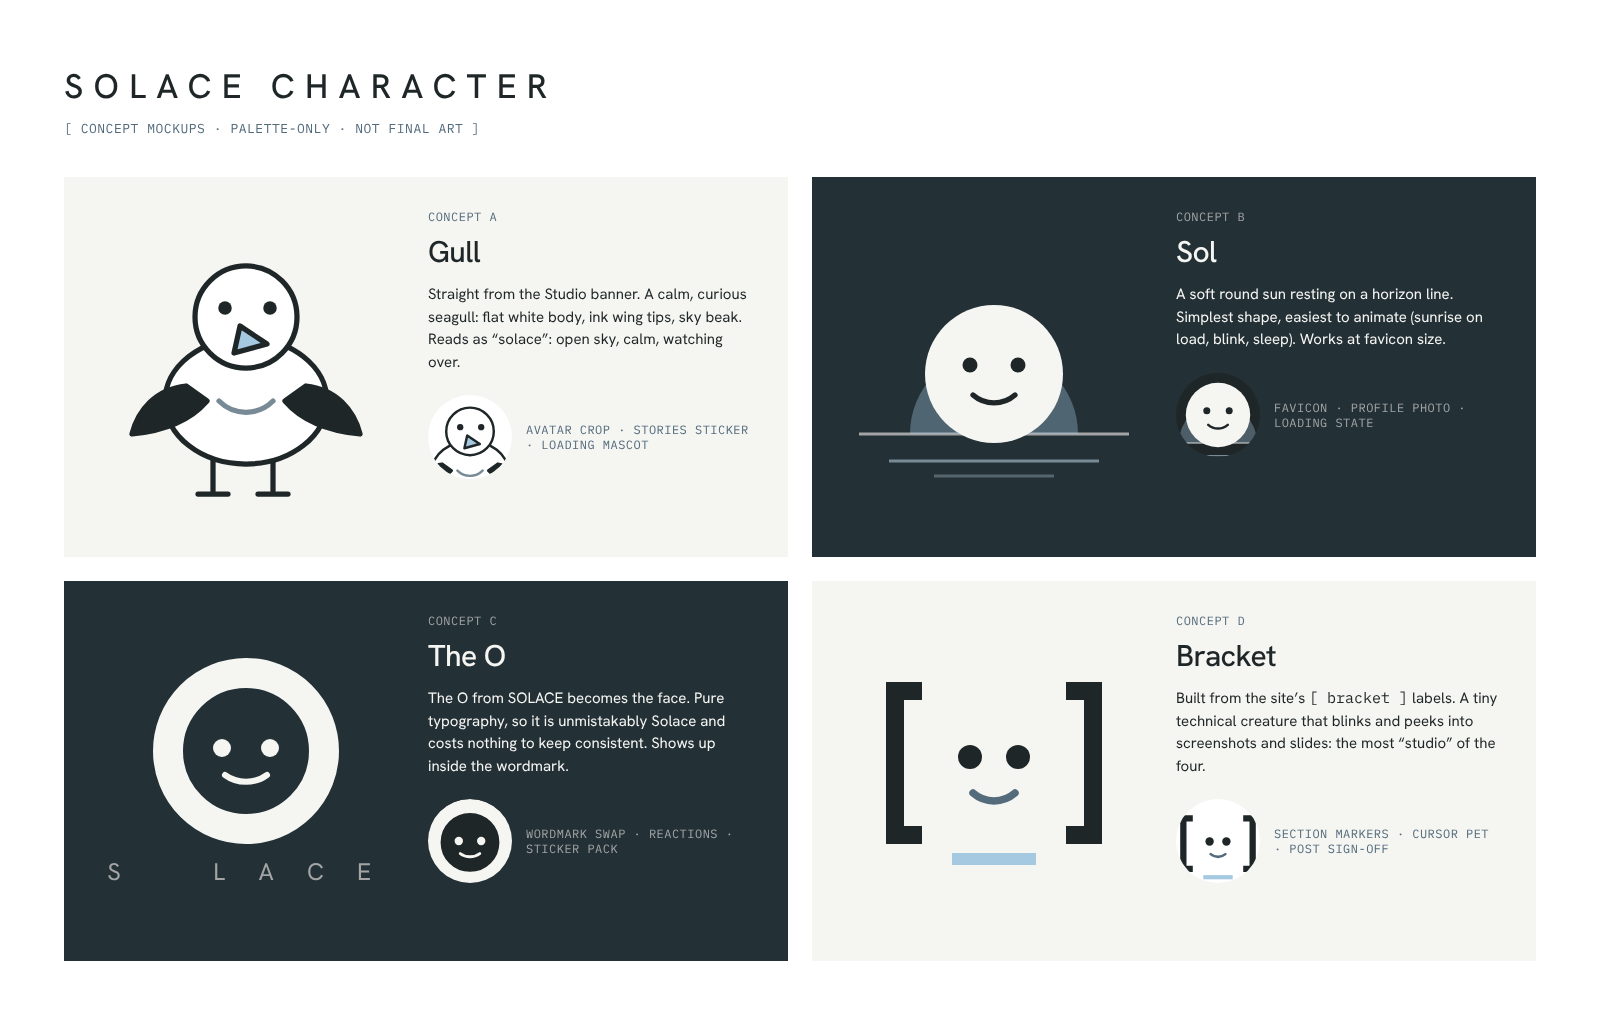 SOLACE CHARACTER
[ CONCEPT MOCKUPS · PALETTE-ONLY · NOT FINAL ART ]
CONCEPT A
Gull
Straight from the Studio banner. A calm, curious
seagull: flat white body, ink wing tips, sky beak.
Reads as “solace”: open sky, calm, watching
over.
AVATAR CROP · STORIES STICKER
· LOADING MASCOT
CONCEPT B
Sol
A soft round sun resting on a horizon line.
Simplest shape, easiest to animate (sunrise on
load, blink, sleep). Works at favicon size.
FAVICON · PROFILE PHOTO ·
LOADING STATE
CONCEPT C
The O
The O from SOLACE becomes the face. Pure
typography, so it is unmistakably Solace and
costs nothing to keep consistent. Shows up
inside the wordmark.
WORDMARK SWAP · REACTIONS ·
STICKER PACK
S LACE
CONCEPT D
Bracket
Built from the site’s [ bracket ] labels. A tiny
technical creature that blinks and peeks into
screenshots and slides: the most “studio” of the
four.
SECTION MARKERS · CURSOR PET
· POST SIGN-OFF